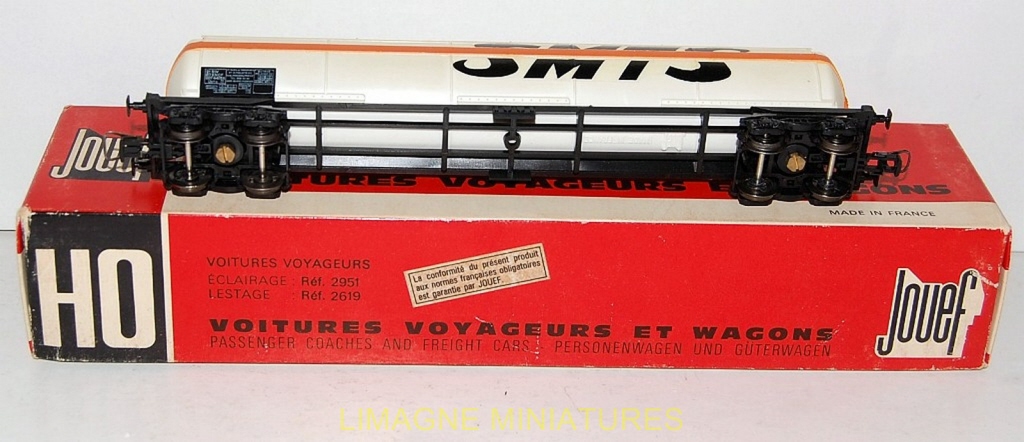 SMTS
Jouef
VOITURES VOYAGEURS ET WAGONS
MADE IN FRANCE
HO
VOITURES VOYAGEURS
ÉCLAIRAGE : Réf. 2951
LESTAGE : Réf. 2619
La conformité du présent produit
aux normes françaises obligatoires
est garantie par JOUEF.
VOITURES VOYAGEURS ET WAGONS
PASSENGER COACHES AND FREIGHT CARS - PERSONENWAGEN UND GÜTERWAGEN
Jouef
LIMAGNE MINIATURES